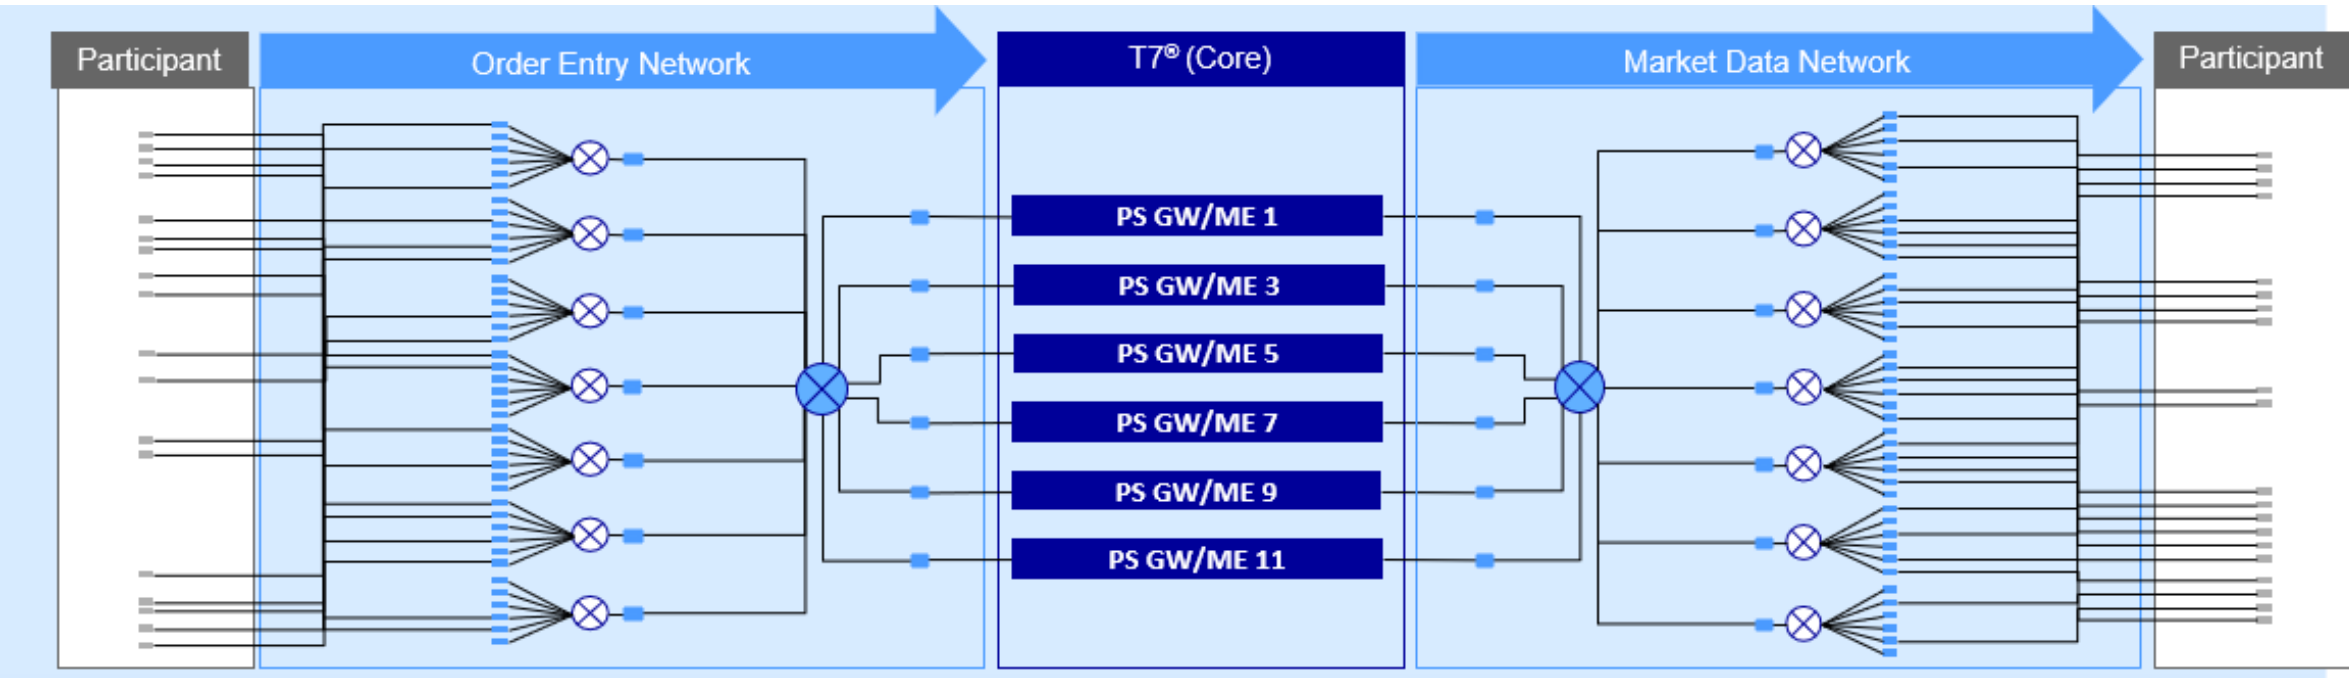 Participant
Order Entry Network
T7® (Core)
Market Data Network
Participant
PS GW/ME 1
PS GW/ME 3
PS GW/ME 5
PS GW/ME 7
PS GW/ME 9
PS GW/ME 11